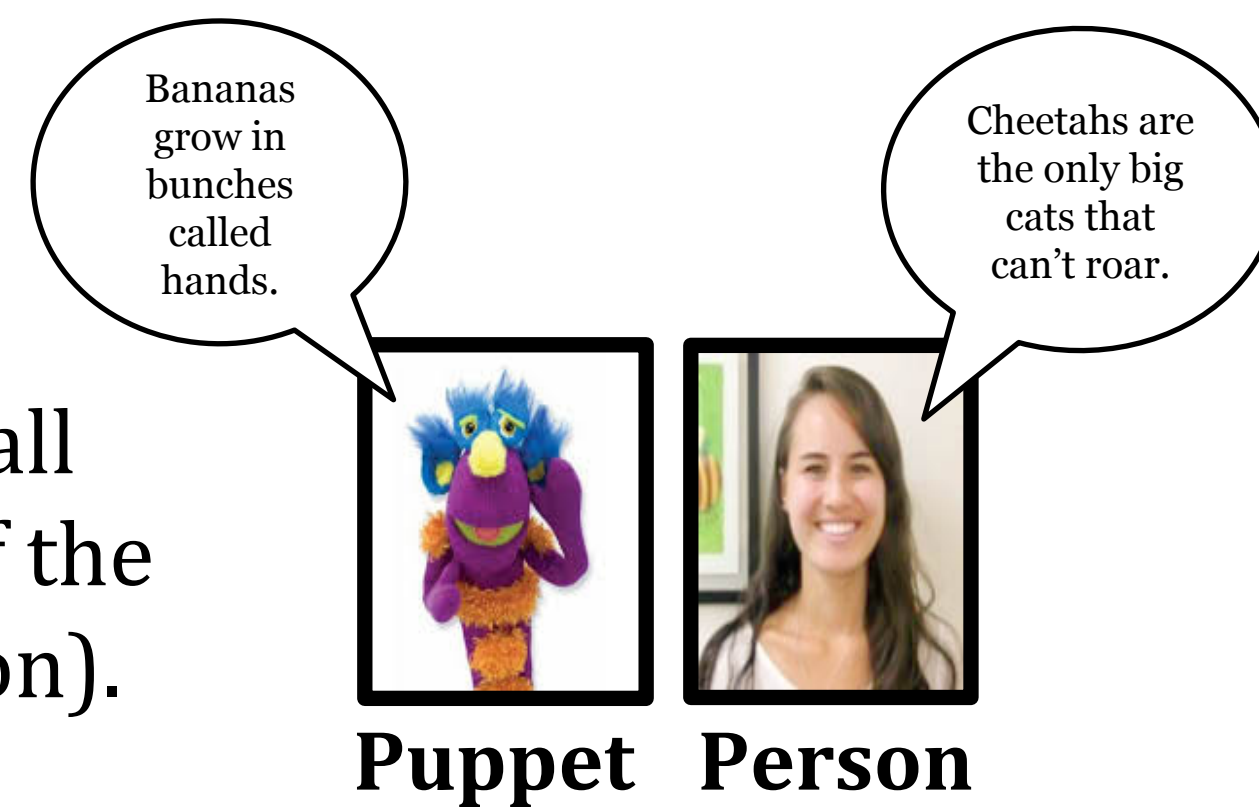 Bananas
grow in
bunches
called
hands.
Cheetahs are
the only big
cats that
can’t roar.
all
f the
on).
Puppet Person